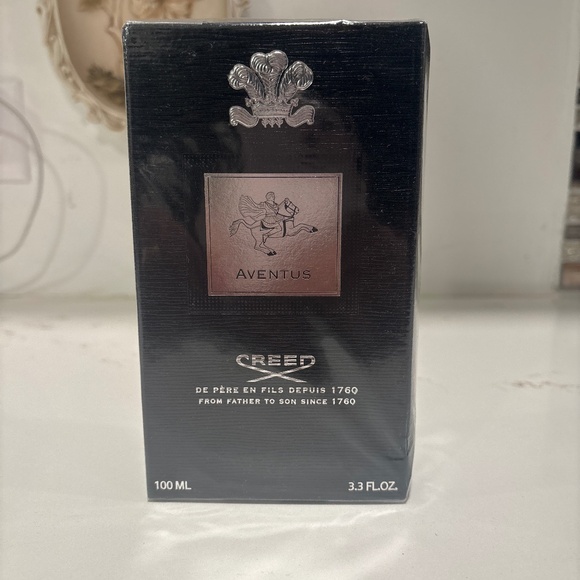 AVENTUS
CREED
DE PÈRE EN FILS DEPUIS 1760
FROM FATHER TO SON SINCE 1760
100 ML 3.3 FL.OZ.